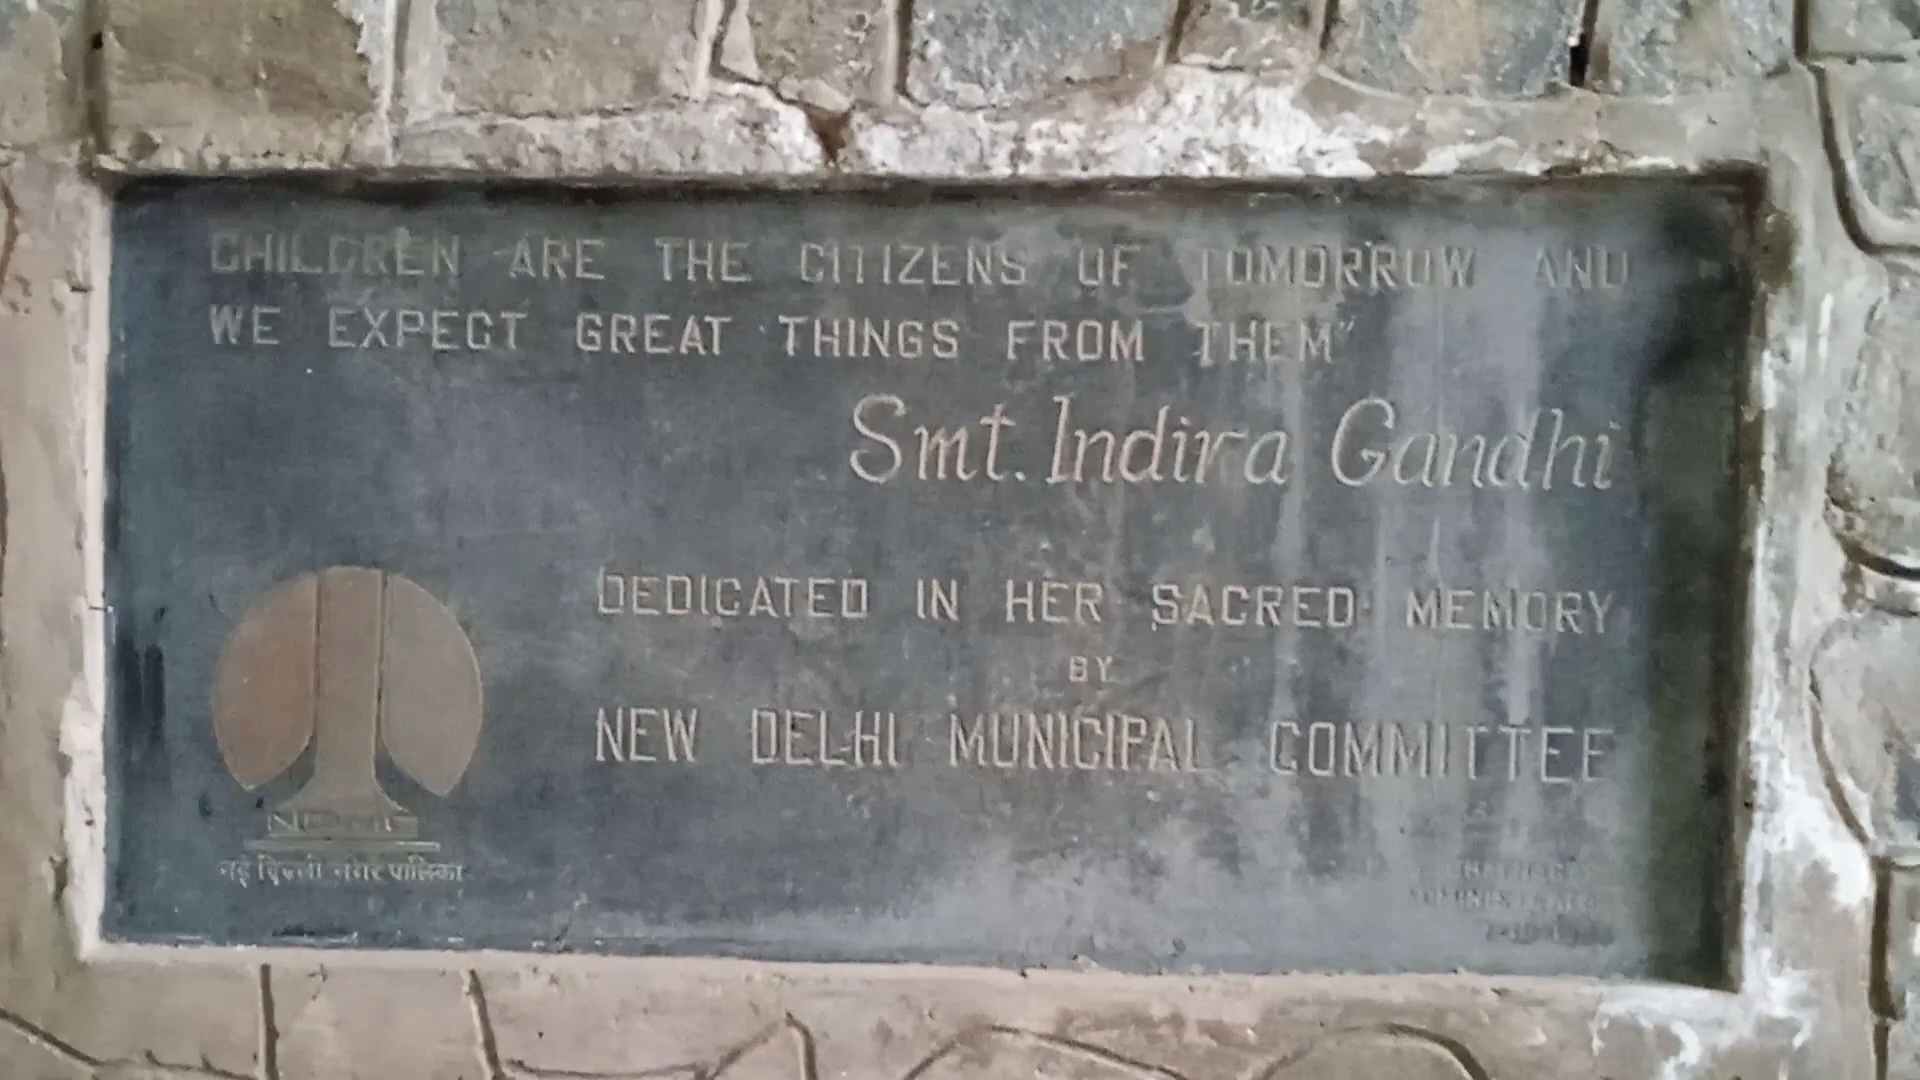 CHILDREN ARE THE CITIZENS OF TOMORROW AND
WE EXPECT GREAT THINGS FROM THEM"
Smt. Indira Gandhi
DEDICATED IN HER SACRED MEMORY
BY
NEW DELHI MUNICIPAL COMMITTEE
NDMC
नई दिल्ली नगर पालिका